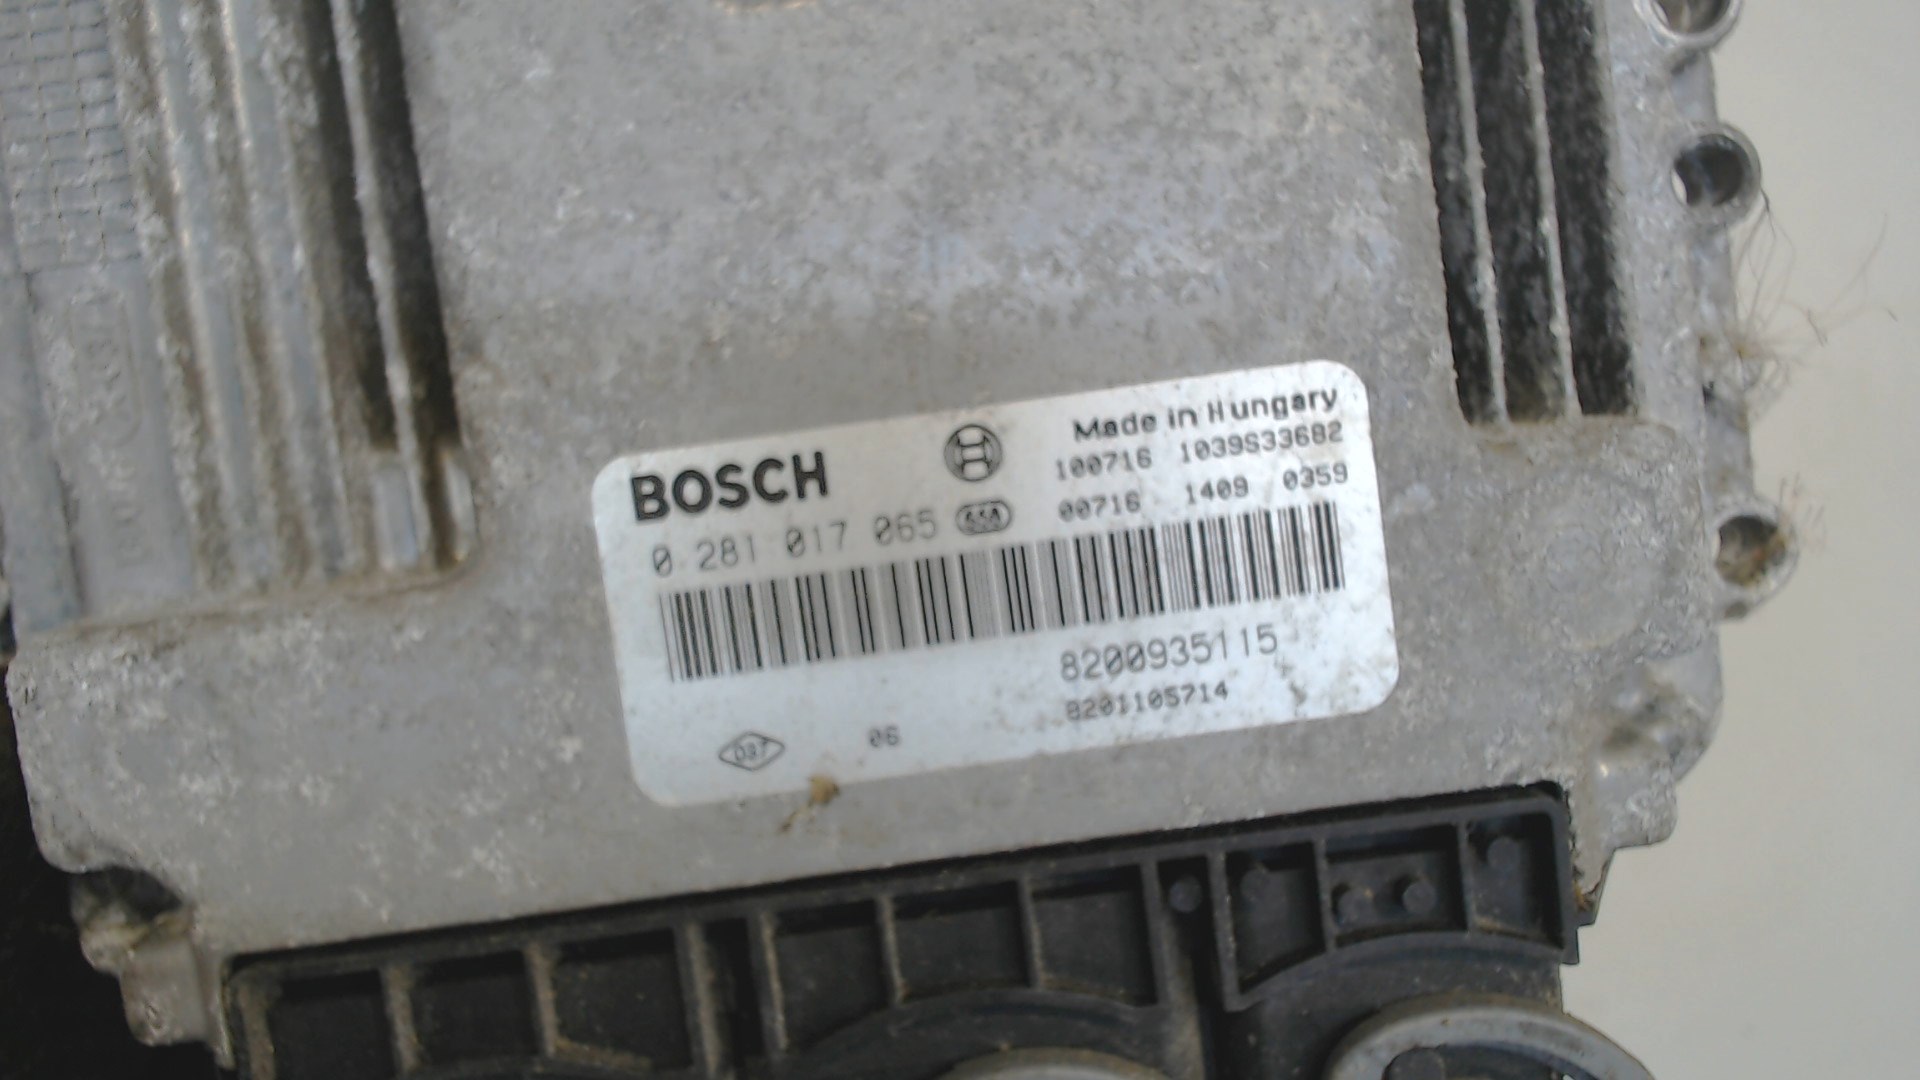 BOSCH
Made in Hungary
100716 1039S33682
0 281 017 065
00716 1409 0359
8200935115
8201105714
06